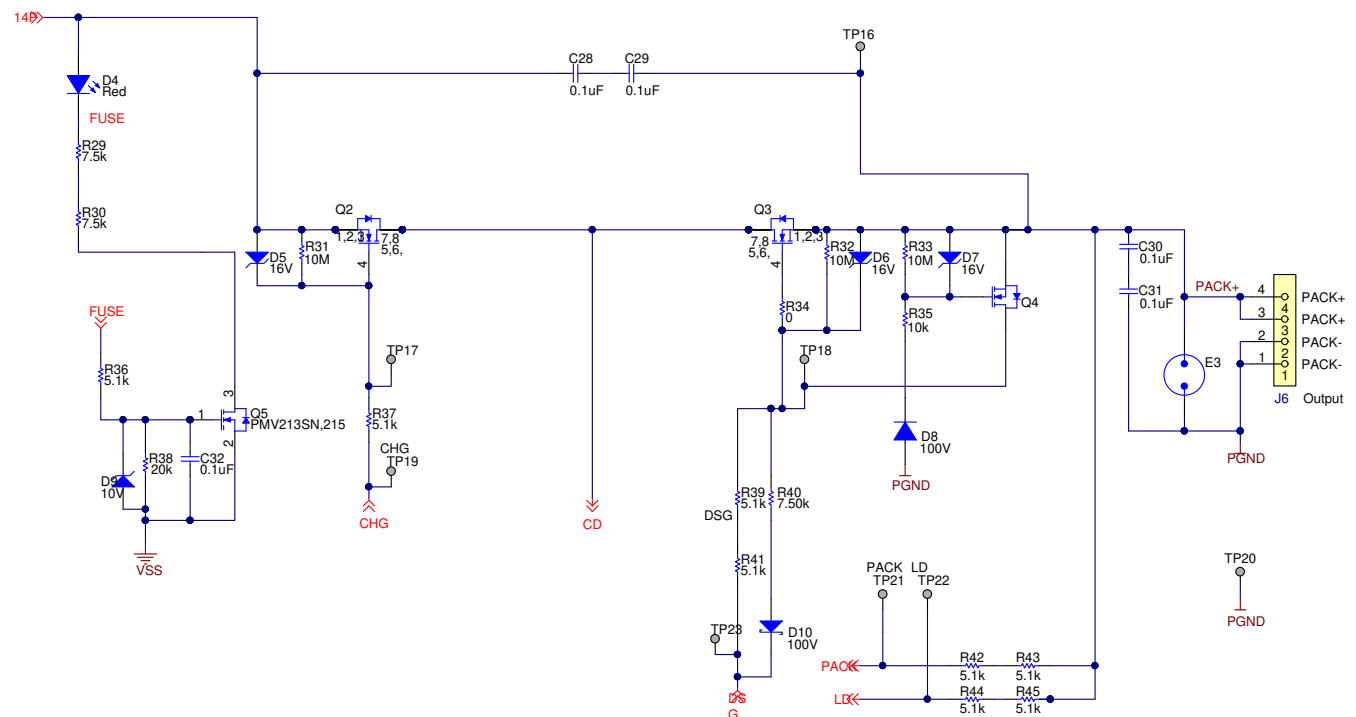 14P
D4
Red
FUSE
R29
7.5k
R30
7.5k
C28
0.1uF
C29
0.1uF
TP16
Q2
1,2,3
7,8
5,6,
4
D5
16V
R31
10M
Q3
7,8
5,6,
1,2,3
4
R32
10M
D6
16V
R33
10M
D7
16V
Q4
R34
0
R35
10k
C30
0.1uF
C31
0.1uF
PACK+
4
3
2
1
4
3
2
1
PACK+
PACK+
PACK-
PACK-
J6
Output
E3
PGND
FUSE
R36
5.1k
3
1
2
Q5
PMV213SN,215
D9
10V
R38
20k
C32
0.1uF
VSS
TP17
R37
5.1k
CHG
TP19
CHG
CD
TP18
D8
100V
PGND
R39
5.1k
R40
7.50k
DSG
R41
5.1k
TP23
D10
100V
DS
G
PACK
TP21
LD
TP22
PACK
R42
5.1k
R43
5.1k
LD
R44
5.1k
R45
5.1k
TP20
PGND